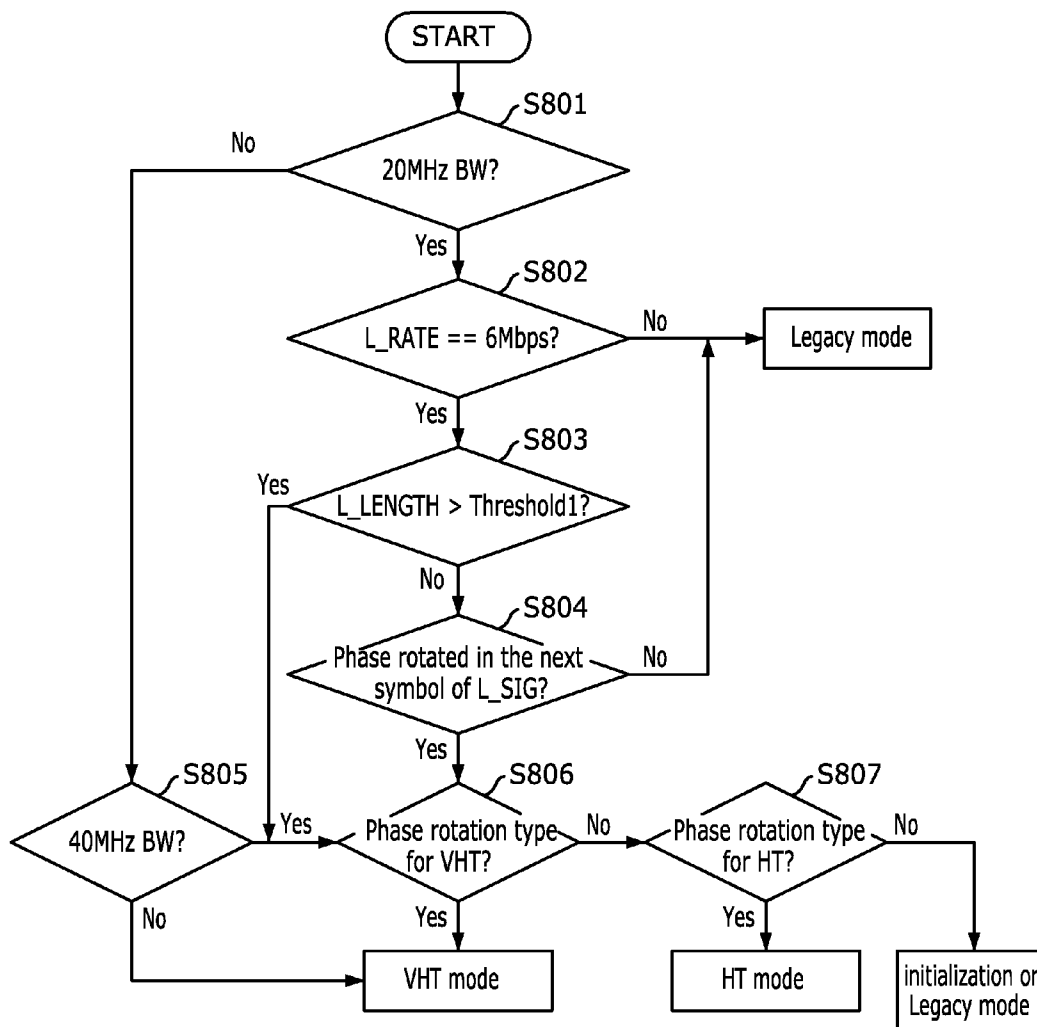 START
S801
No
20MHz BW?
Yes
S802
L_RATE == 6Mbps?
No
Legacy mode
Yes
S803
Yes
L_LENGTH > Threshold1?
No
S804
Phase rotated in the next
symbol of L_SIG?
No
Yes
S805
40MHz BW?
Yes
No
S806
Phase rotation type
for VHT?
No
Yes
S807
Phase rotation type
for HT?
No
Yes
VHT mode
HT mode
initialization or
Legacy mode